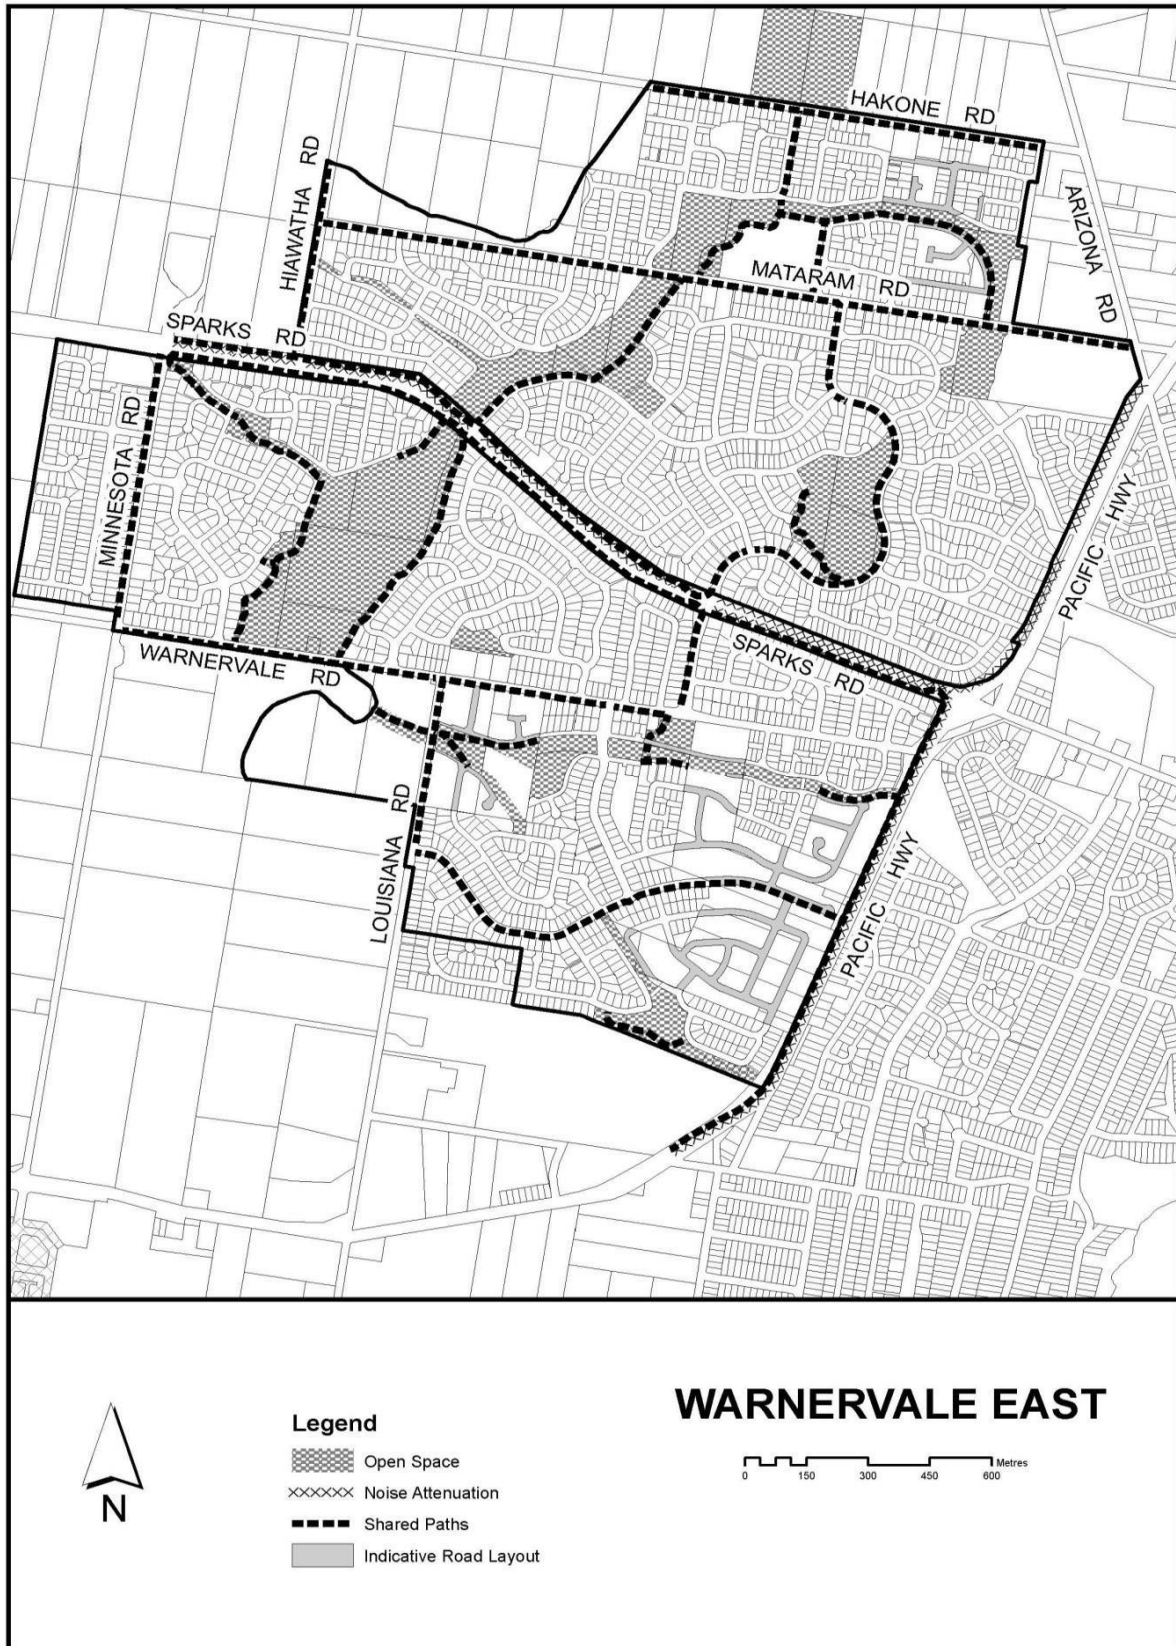 HAKONE RD
HIAWATHA RD
ARIZONA RD
MATARAM RD
SPARKS RD
MINNESOTA RD
PACIFIC HWY
WARNERVALE RD
SPARKS RD
LOUISIANA RD
PACIFIC HWY
WARNERVALE EAST
N
Legend
Open Space
Noise Attenuation
Shared Paths
Indicative Road Layout
Metres
0 150 300 450 600